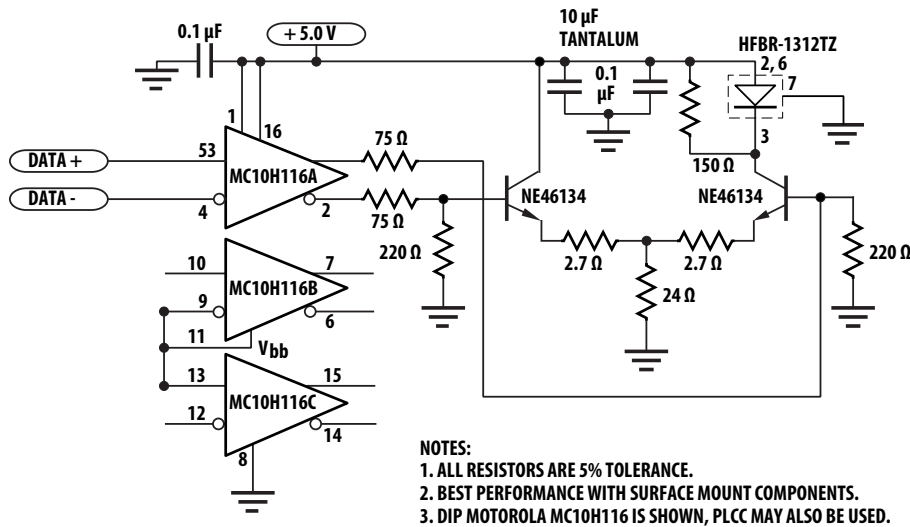 10 µF
TANTALUM
0.1 µF
+ 5.0 V
HFBR-1312TZ
2, 6
7
0.1
µF
1
16
3
75 Ω
150 Ω
DATA +
53
MC10H116A
NE46134
NE46134
DATA -
4
2
75 Ω
220 Ω
2.7 Ω
2.7 Ω
220 Ω
10
7
MC10H116B
24 Ω
9
6
11
Vbb
13
15
MC10H116C
12
14
8
NOTES:
1. ALL RESISTORS ARE 5% TOLERANCE.
2. BEST PERFORMANCE WITH SURFACE MOUNT COMPONENTS.
3. DIP MOTOROLA MC10H116 IS SHOWN, PLCC MAY ALSO BE USED.